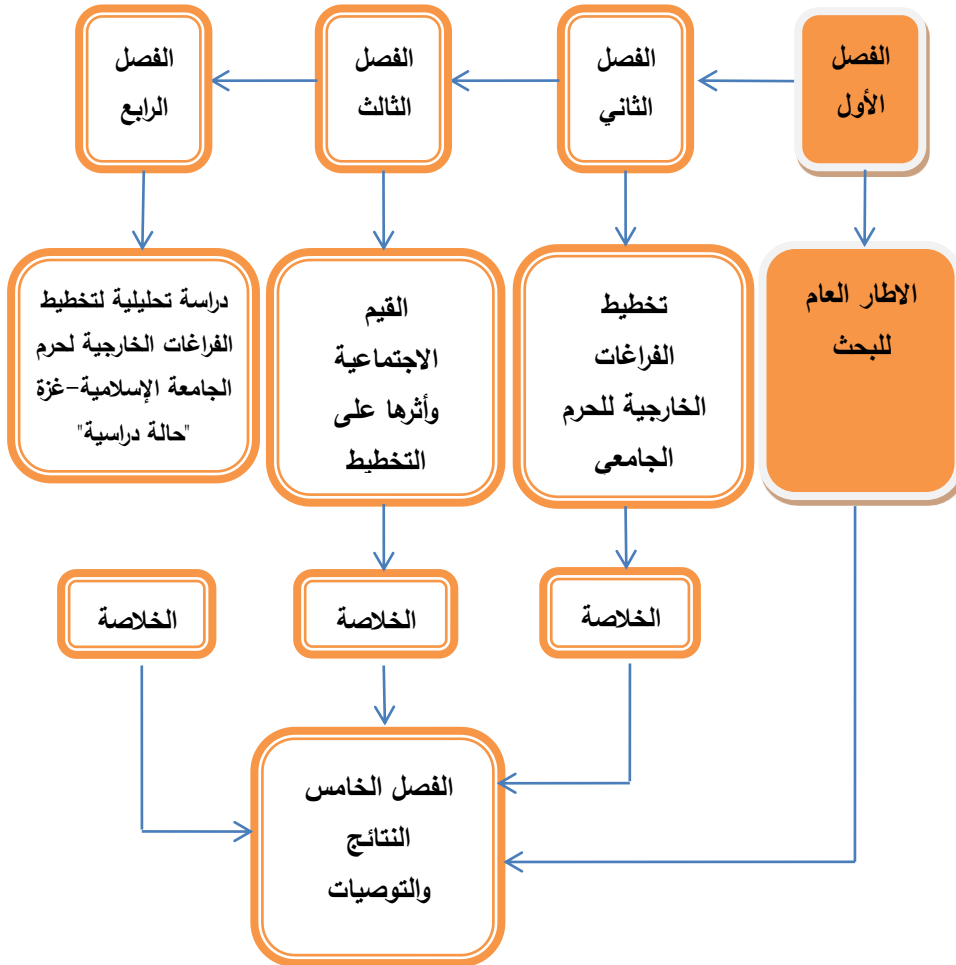 الفصل
الأول
الفصل
الثاني
الفصل
الثالث
الفصل
الرابع
الاطار العام
للبحث
تخطيط
الفراغات
الخارجية للحرم
الجامعي
القيم
الاجتماعية
وأثرها على
التخطيط
دراسة تحليلية لتخطيط
الفراغات الخارجية لحرم
الجامعة الإسلامية-غزة
"حالة دراسية"
الخلاصة
الخلاصة
الخلاصة
الفصل الخامس
النتائج
والتوصيات